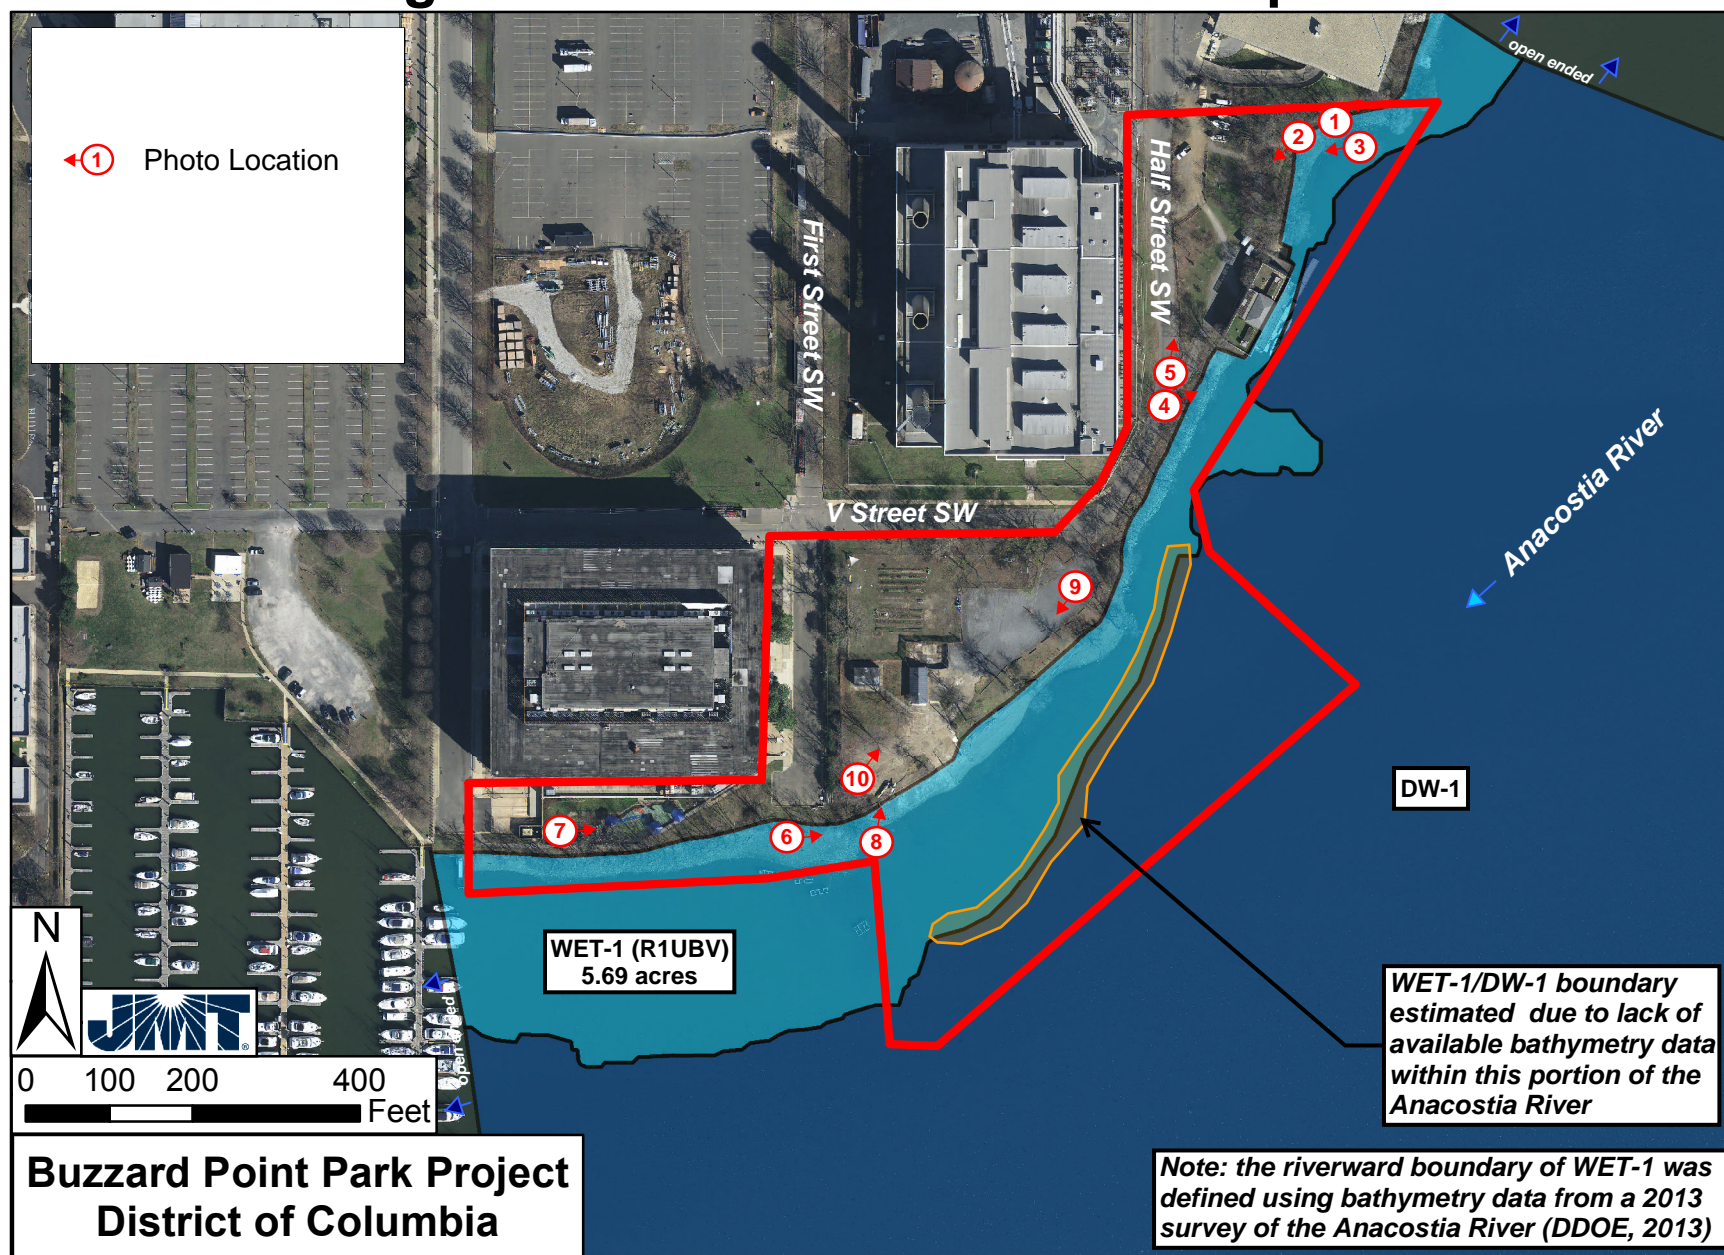 1 Photo Location
open ended
2
1
3
Half Street SW
First Street SW
5
4
V Street SW
Anacostia River
9
10
7
6
8
DW-1
WET-1 (R1UBV)
5.69 acres
N
JMT
®
0 100 200 400
Feet
WET-1/DW-1 boundary
estimated due to lack of
available bathymetry data
within this portion of the
Anacostia River
Buzzard Point Park Project
District of Columbia
Note: the riverward boundary of WET-1 was
defined using bathymetry data from a 2013
survey of the Anacostia River (DDOE, 2013)